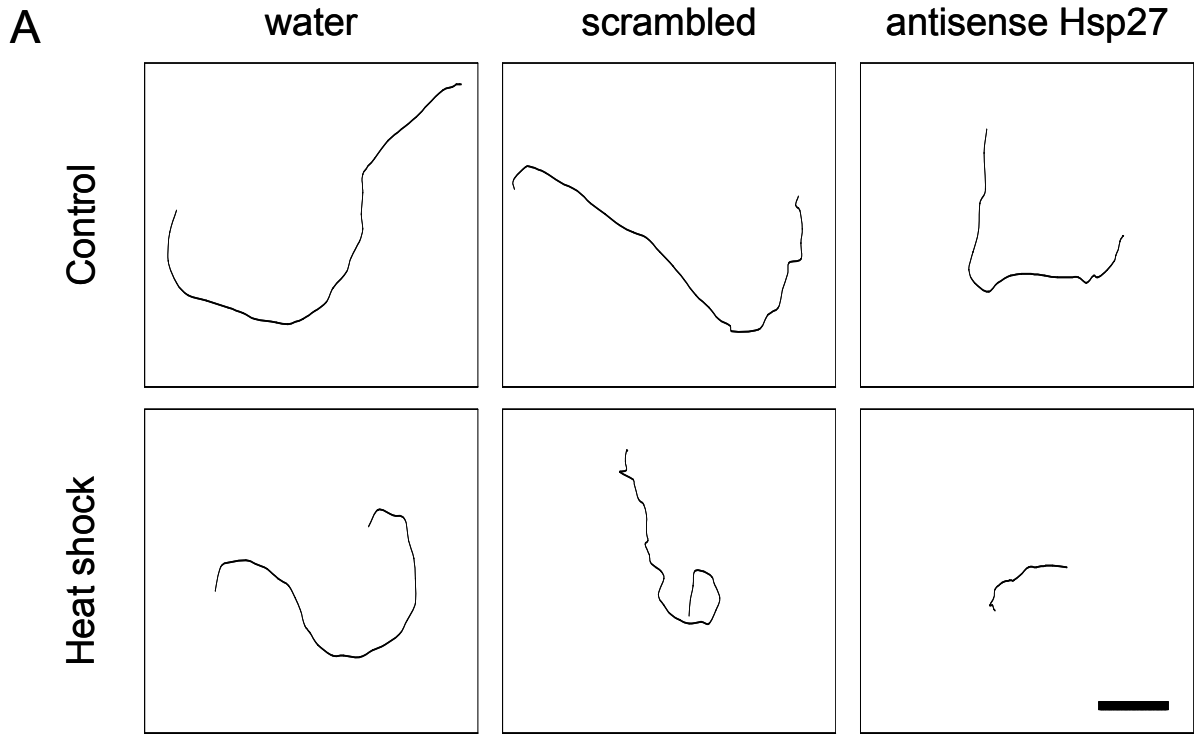 A
water
scrambled
antisense Hsp27
Control
Heat shock